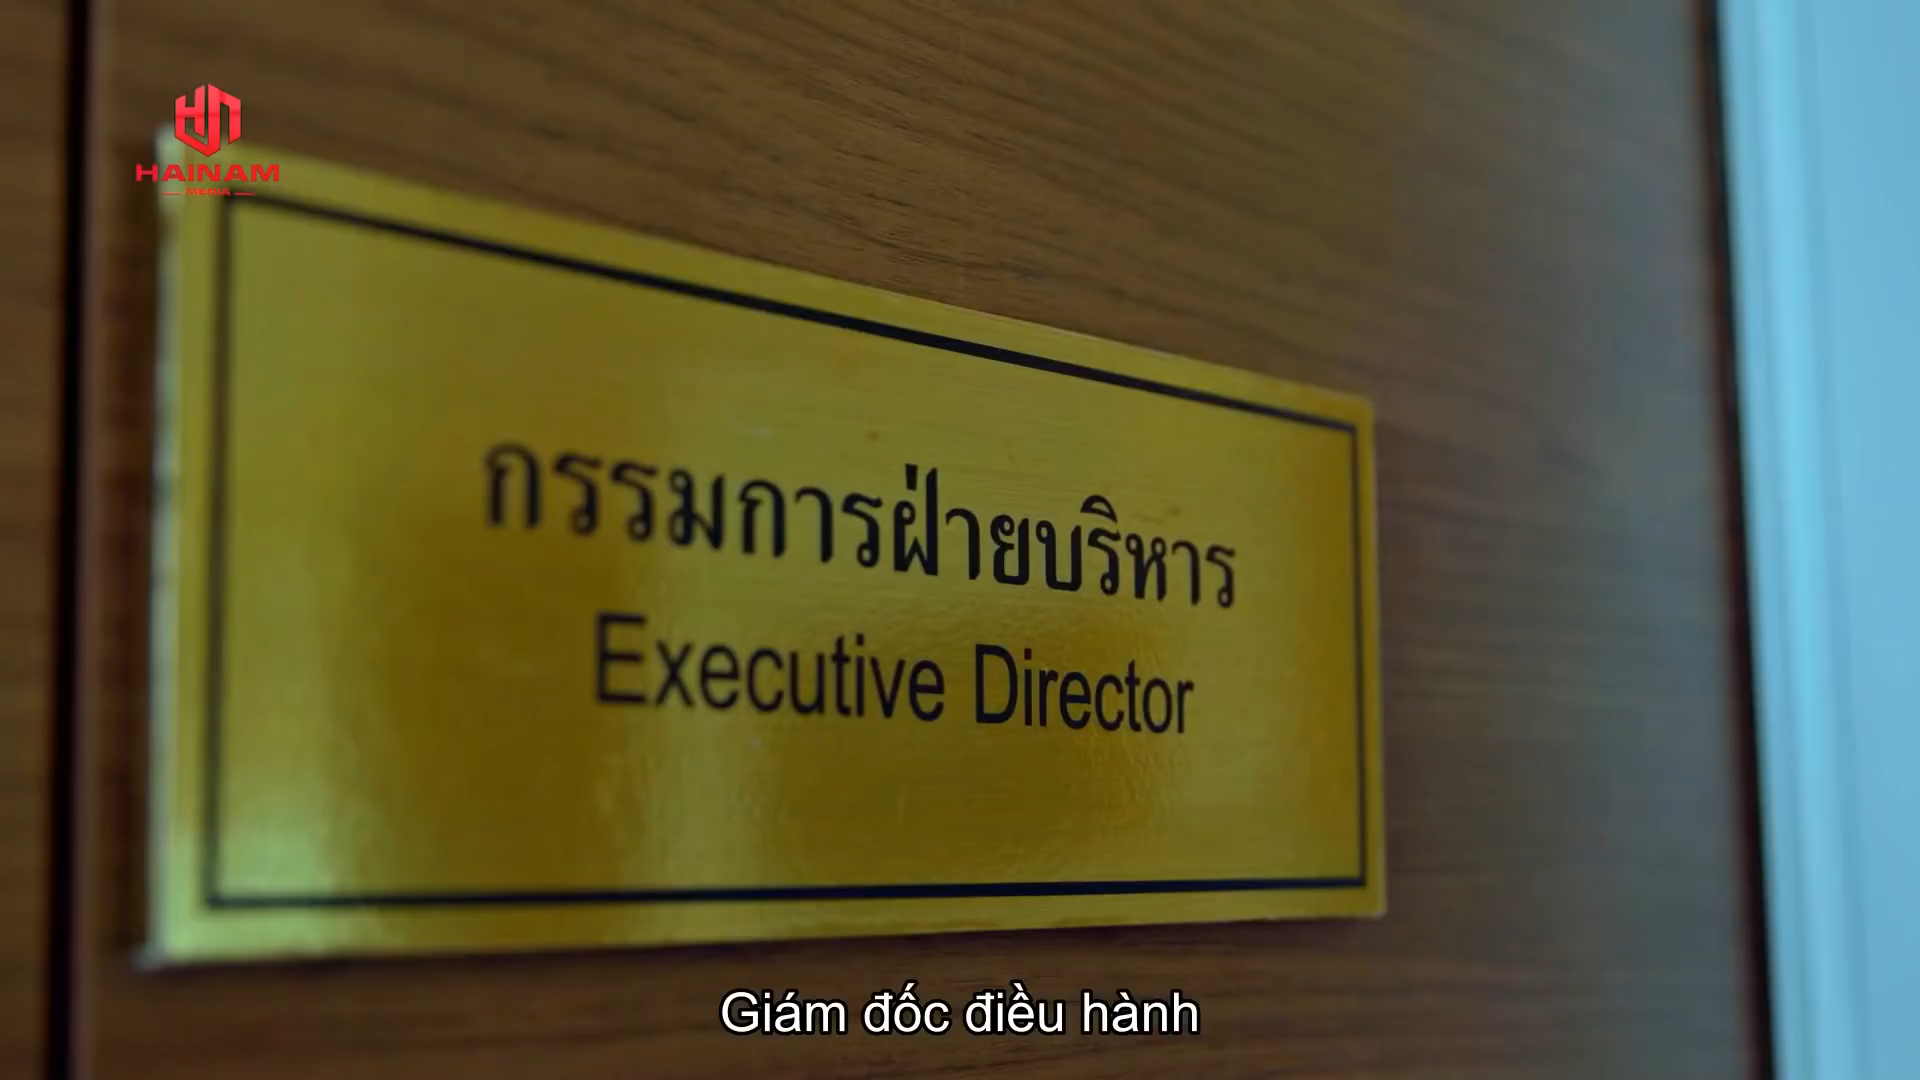 HAINAM
MEDIA
กรรมการฝ่ายบริหาร
Executive Director
Giám đốc điều hành